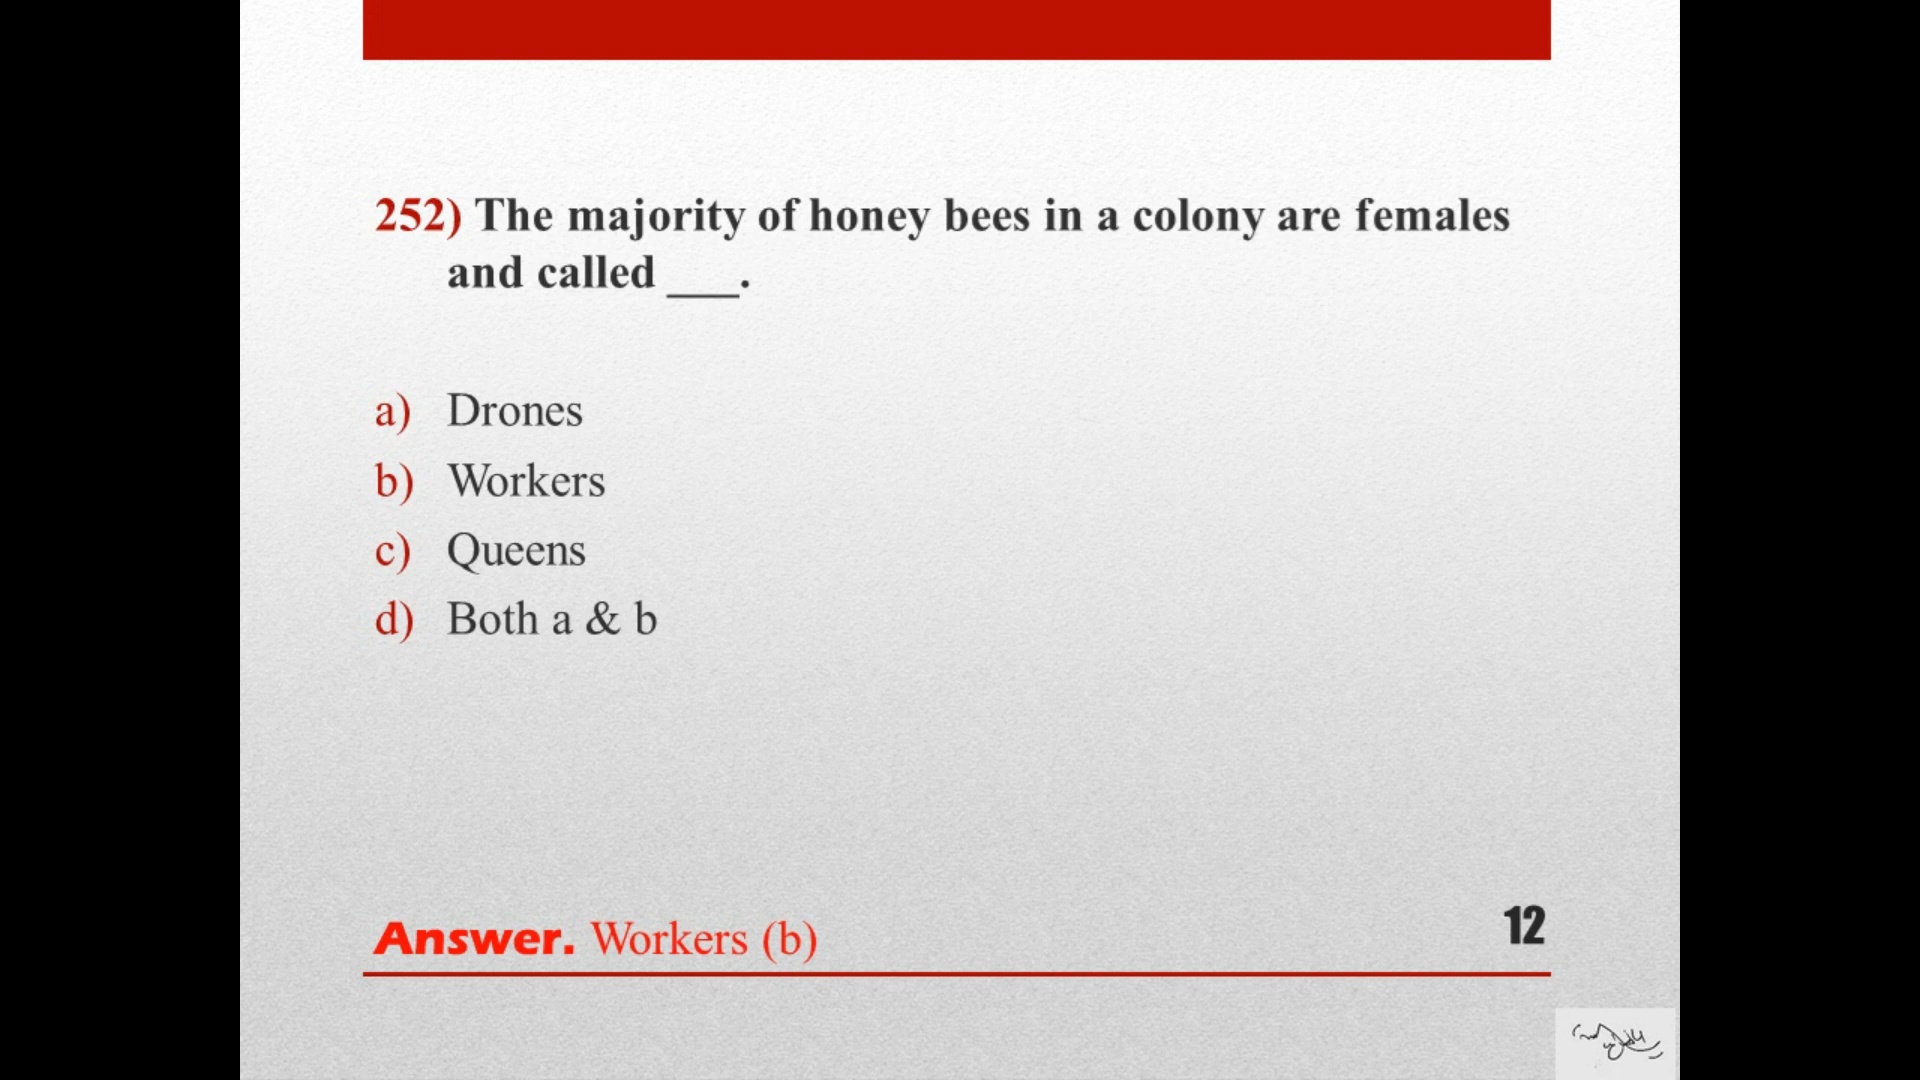 252) The majority of honey bees in a colony are females
and called ___.
a) Drones
b) Workers
c) Queens
d) Both a & b
Answer. Workers (b)
12